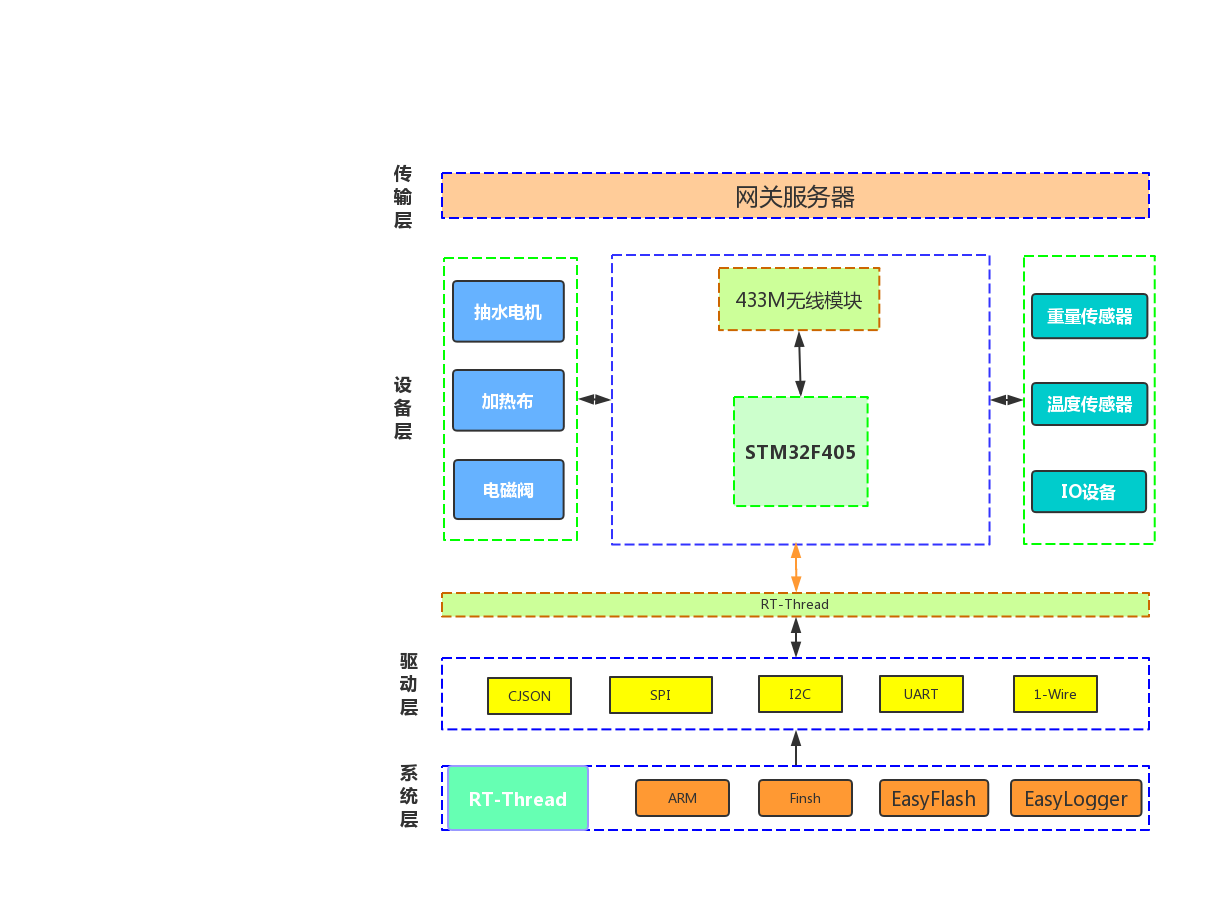 传输层
网关服务器
设备层
抽水电机
加热布
电磁阀
433M无线模块
STM32F405
重量传感器
温度传感器
IO设备
RT-Thread
驱动层
CJSON
SPI
I2C
UART
1-Wire
系统层
RT-Thread
ARM
Finsh
EasyFlash
EasyLogger